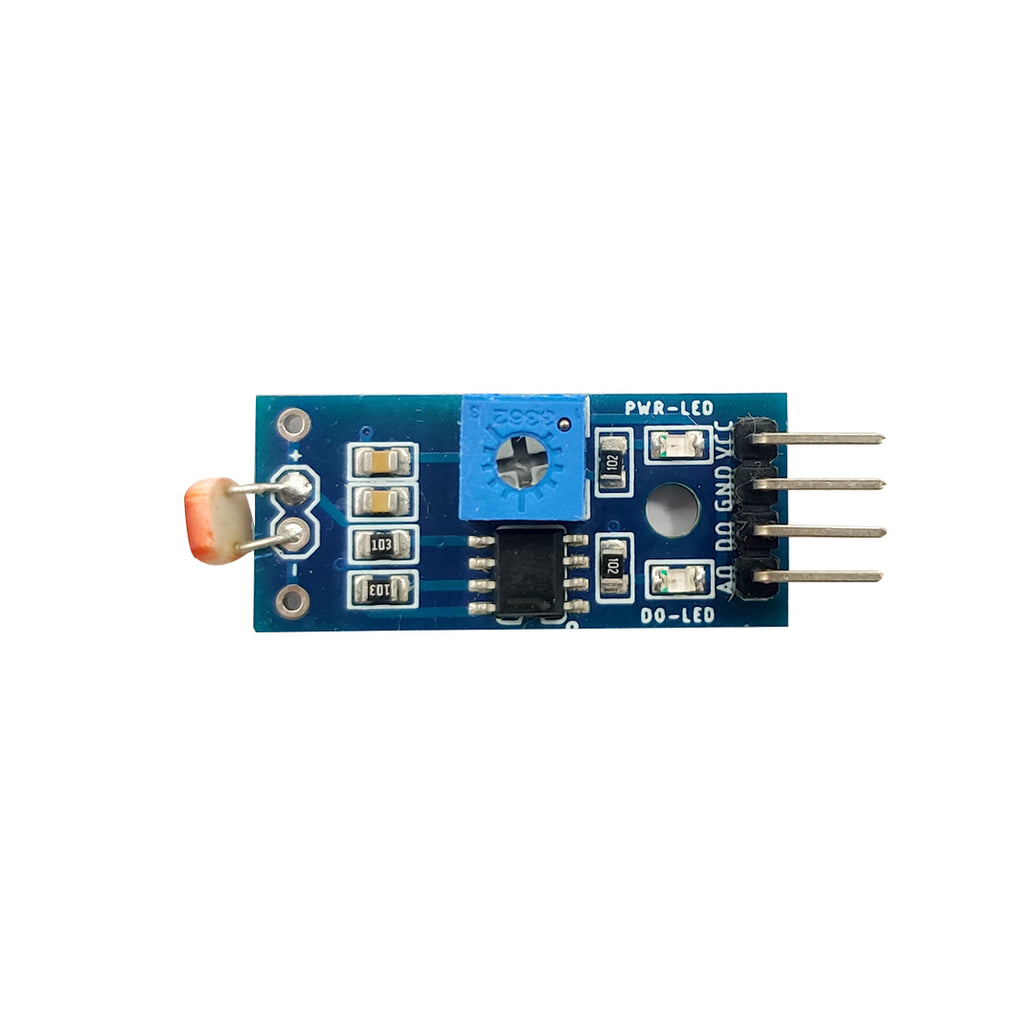 PWR-LED
VCC
GND
DO
AO
DO-LED
+
-
103
103
102
102